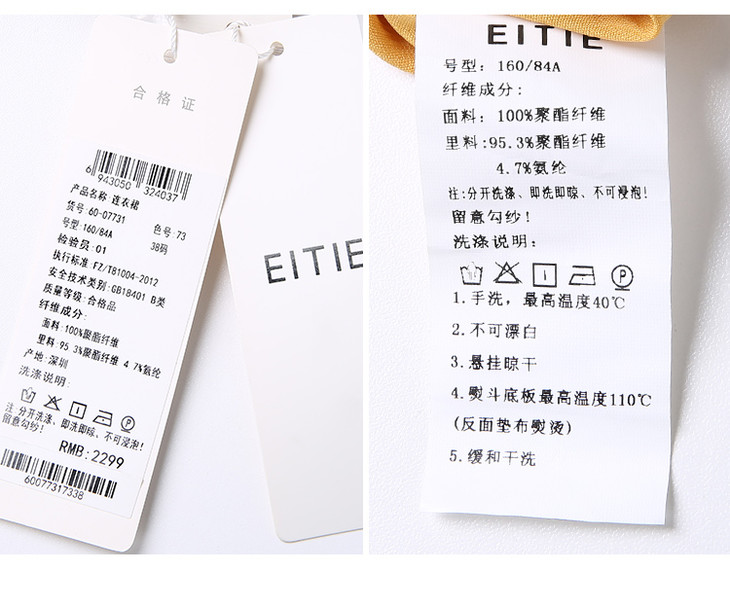 合格证
6 943050 324037
产品名称:连衣裙
货号:60-07731
色号:73
号型:160/84A
38码
检验员:01
执行标准:FZ/T81004-2012
安全技术类别:GB18401 B类
质量等级:合格品
纤维成分:
面料:100%聚酯纤维
里料:95.3%聚酯纤维 4.7%氨纶
产地:深圳
洗涤说明:
注:分开洗涤、即洗即晾、不可浸泡!
留意勾纱!
RMB:2299
60077317338
EITIE
EITIE
号型:160/84A
纤维成分:
面料:100%聚酯纤维
里料:95.3%聚酯纤维
4.7%氨纶
注:分开洗涤、即洗即晾、不可浸泡!
留意勾纱!
洗涤说明:
P
1.手洗,最高温度40℃
2.不可漂白
3.悬挂晾干
4.熨斗底板最高温度110℃
(反面垫布熨烫)
5.缓和干洗